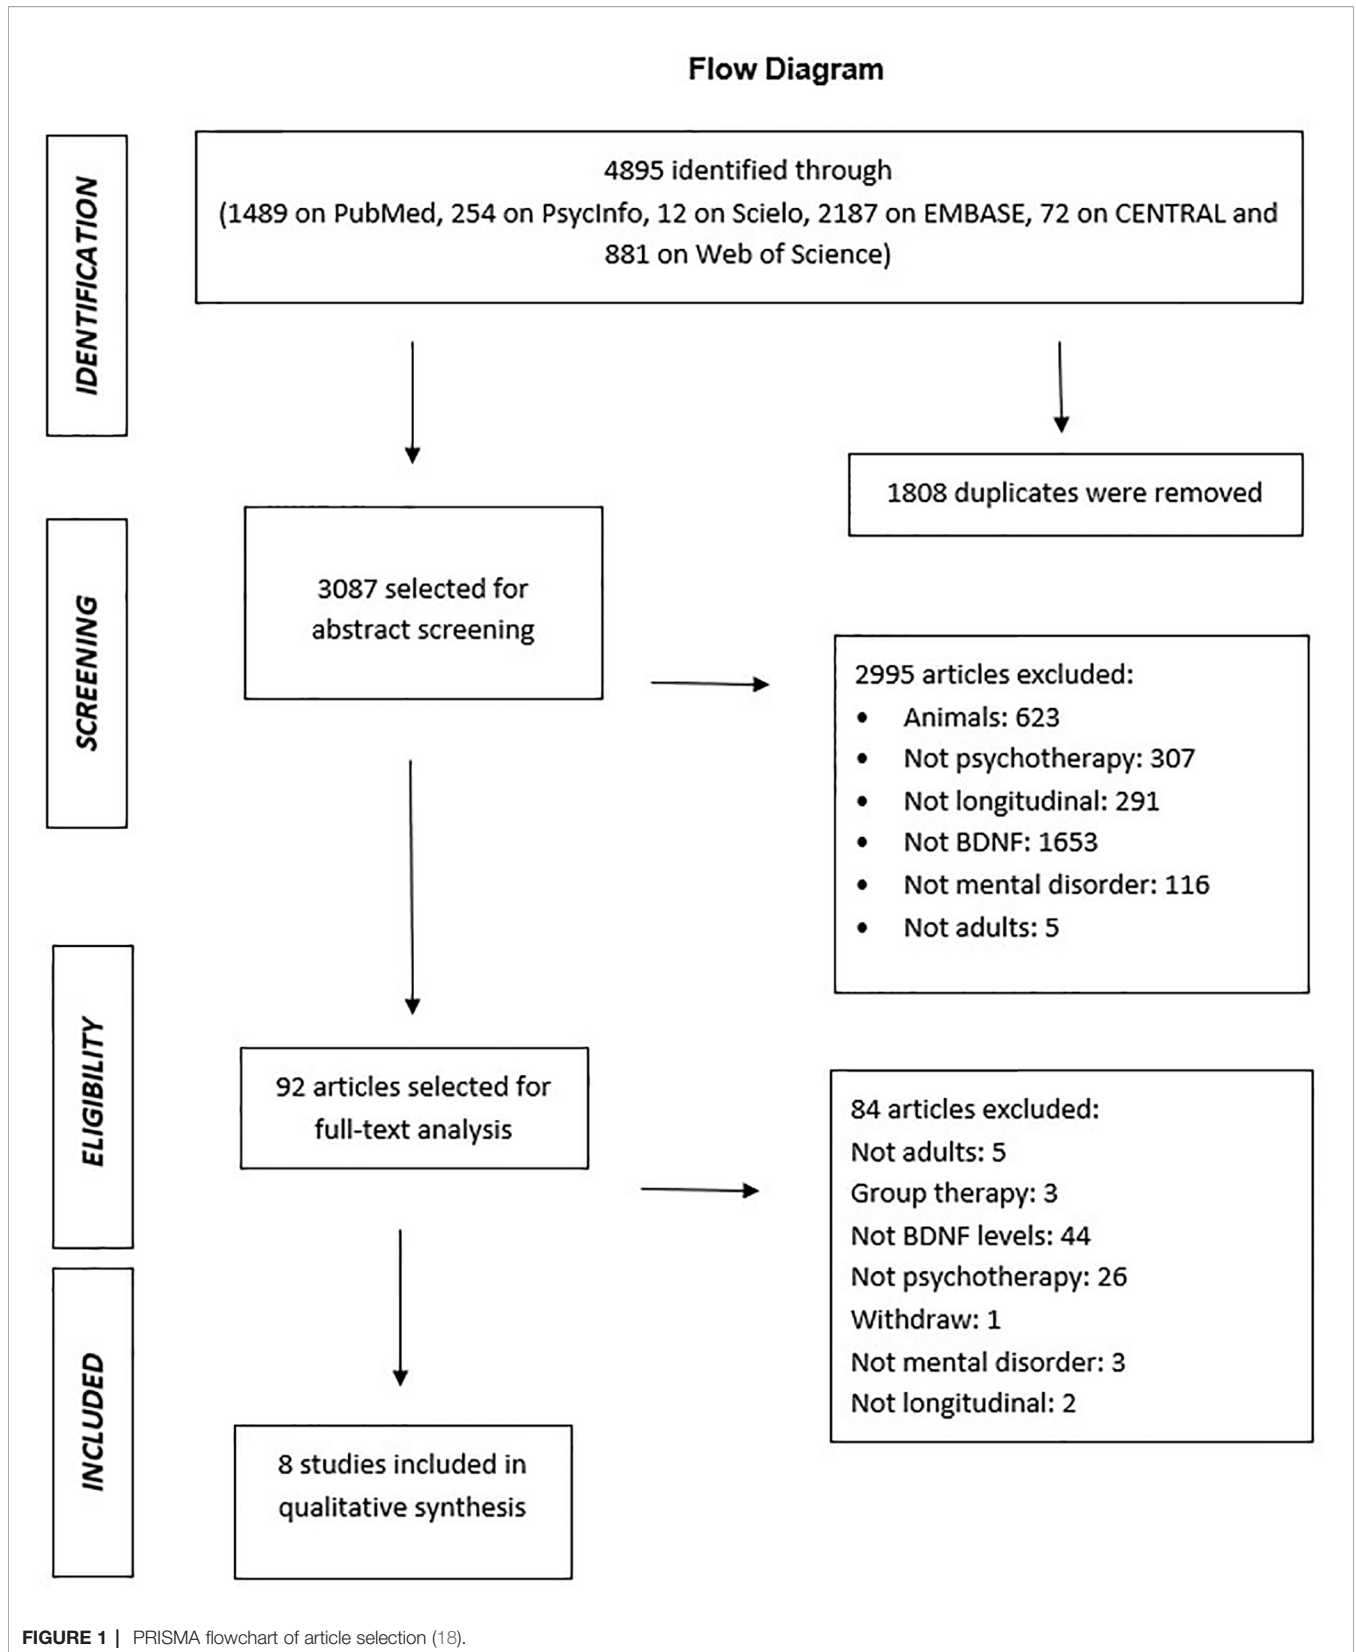 Flow Diagram
IDENTIFICATION
4895 identified through
(1489 on PubMed, 254 on PsycInfo, 12 on Scielo, 2187 on EMBASE, 72 on CENTRAL and
881 on Web of Science)
1808 duplicates were removed
SCREENING
3087 selected for
abstract screening
2995 articles excluded:
• Animals: 623
• Not psychotherapy: 307
• Not longitudinal: 291
• Not BDNF: 1653
• Not mental disorder: 116
• Not adults: 5
ELIGIBILITY
92 articles selected for
full-text analysis
84 articles excluded:
Not adults: 5
Group therapy: 3
Not BDNF levels: 44
Not psychotherapy: 26
Withdraw: 1
Not mental disorder: 3
Not longitudinal: 2
INCLUDED
8 studies included in
qualitative synthesis
FIGURE 1 | PRISMA flowchart of article selection (18).